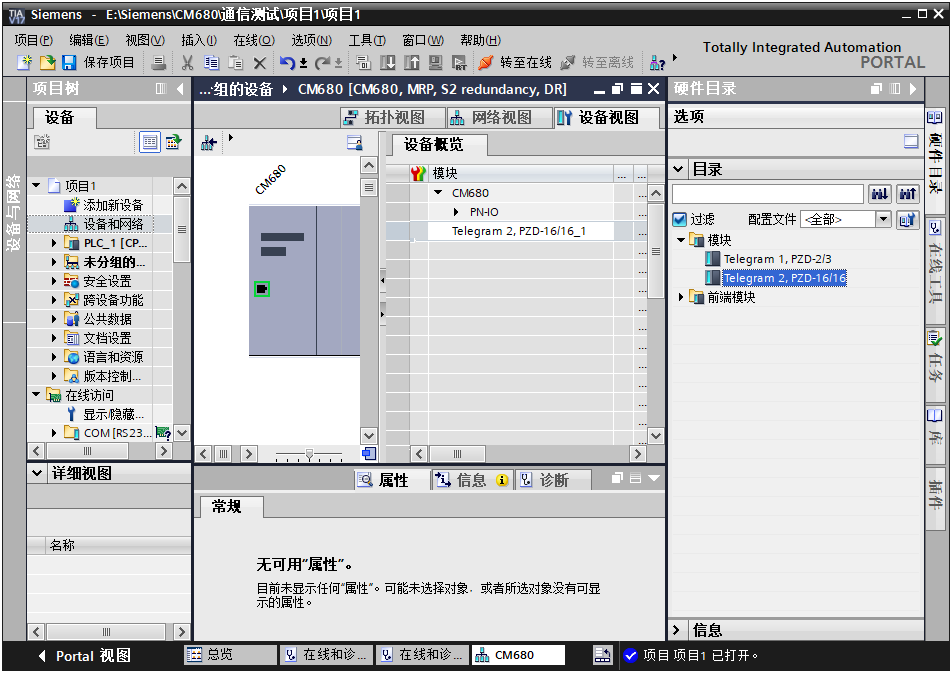 Siemens - E:\Siemens\CM680\通信测试\项目1\项目1
项目(P) 编辑(E) 视图(V) 插入(I) 在线(O) 选项(N) 工具(T) 窗口(W) 帮助(H)
Totally Integrated Automation
PORTAL
保存项目 转至在线 转至离线
项目树
...组的设备 CM680 [CM680, MRP, S2 redundancy, DR]
硬件目录
设备
拓扑视图 网络视图 设备视图
选项
设备与网络
项目1
添加新设备
设备和网络
PLC_1 [CP...
未分组的...
安全设置
跨设备功能
公共数据
文档设置
语言和资源
版本控制...
在线访问
显示/隐藏...
COM [RS23...
详细视图
名称
CM680
设备概览
模块 ... ...
CM680
PN-IO
Telegram 2, PZD-16/16_1
属性 信息 诊断
常规
无可用“属性”。
目前未显示任何“属性”。可能未选择对象，或者所选对象没有可显
示的属性。
目录
过滤 配置文件 <全部>
模块
Telegram 1, PZD-2/3
Telegram 2, PZD-16/16
前端模块
信息
硬件目录
在线工具
任务
库
插件
Portal 视图 总览 在线和诊... 在线和诊... CM680 项目 项目1 已打开。